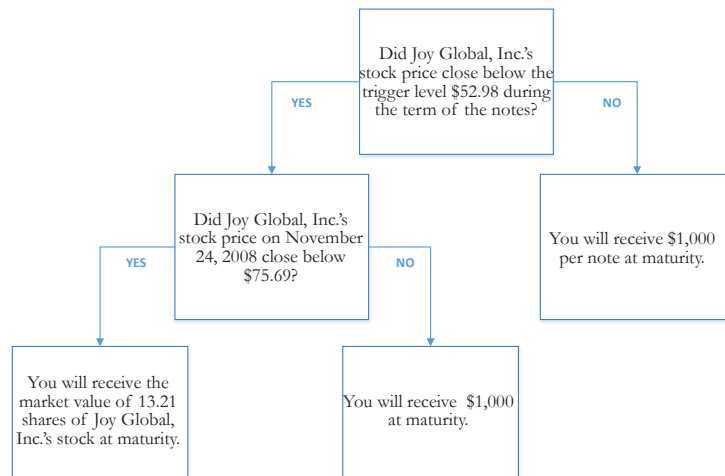 Did Joy Global, Inc.'s
stock price close below the
trigger level $52.98 during
the term of the notes?
YES
NO
Did Joy Global, Inc.'s
stock price on November
24, 2008 close below
$75.69?
You will receive $1,000
per note at maturity.
YES
NO
You will receive the
market value of 13.21
shares of Joy Global,
Inc.'s stock at maturity.
You will receive $1,000
at maturity.